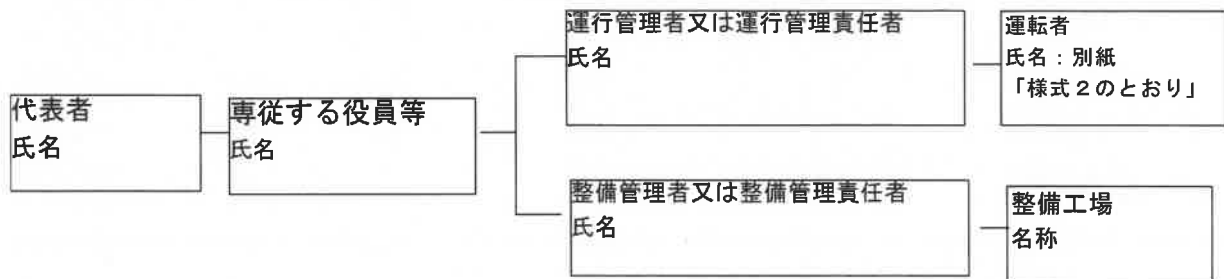 代表者
氏名
専従する役員等
氏名
運行管理者又は運行管理責任者
氏名
運転者
氏名：別紙
「様式２のとおり」
整備管理者又は整備管理責任者
氏名
整備工場
名称